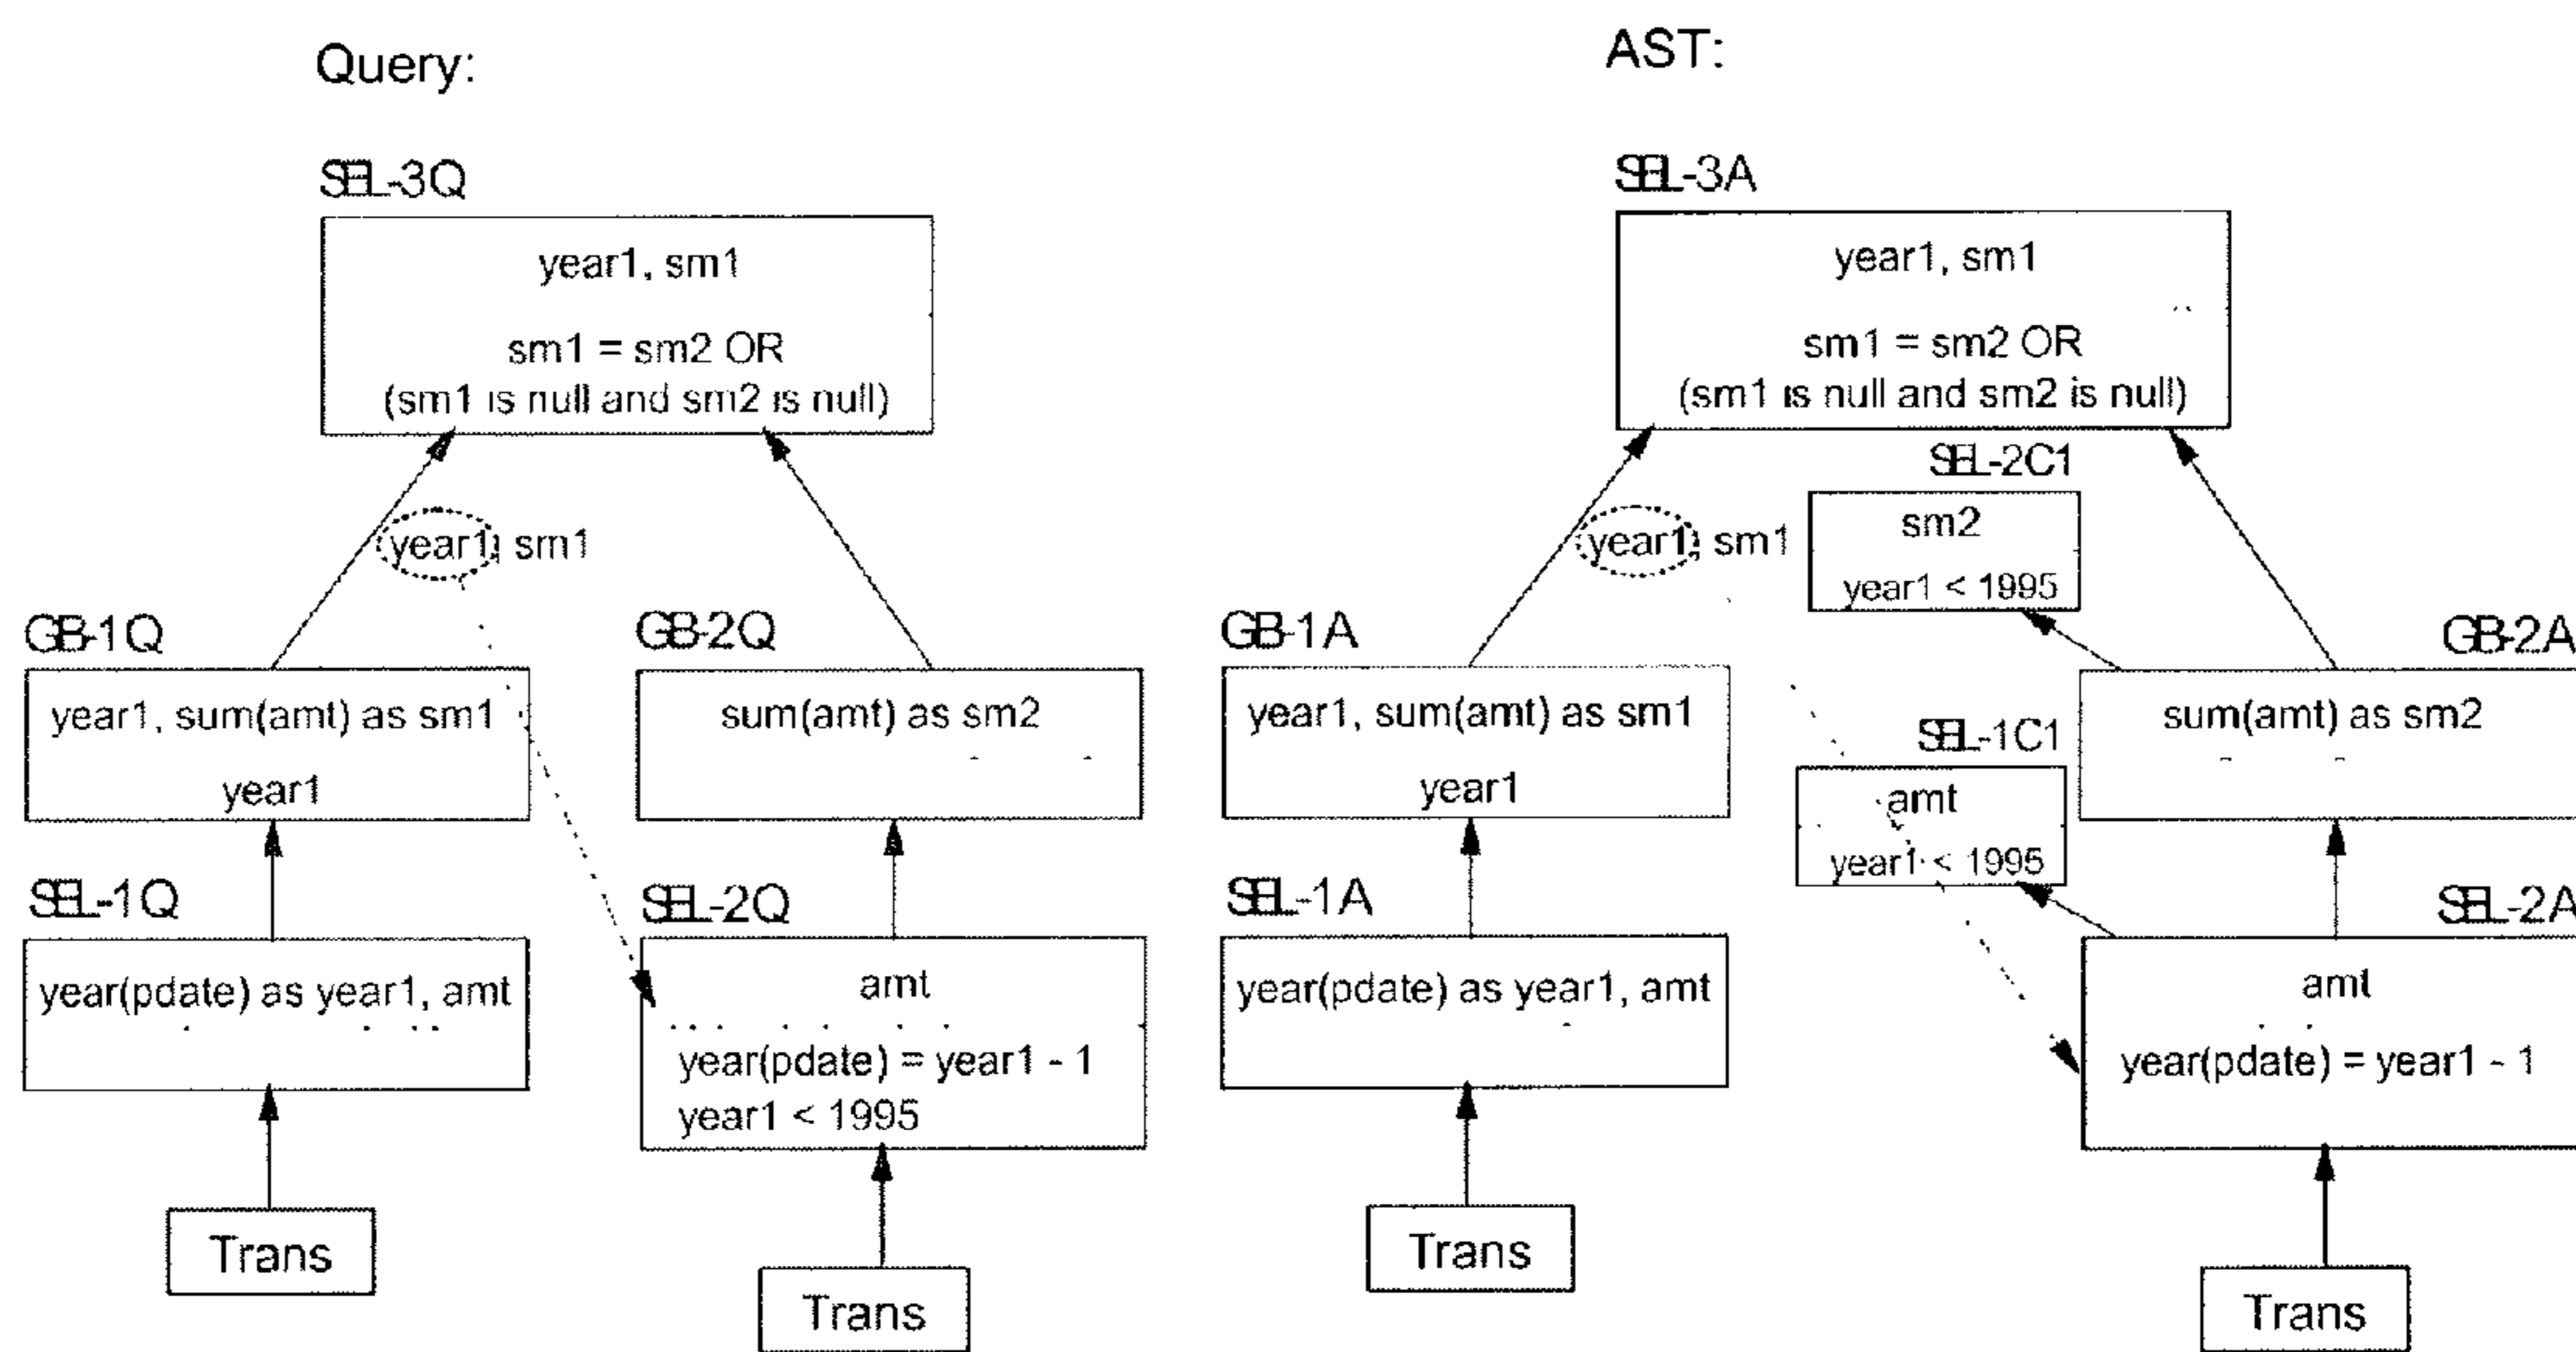 Query:
SEL-3Q
year1, sm1
sm1 = sm2 OR
(sm1 is null and sm2 is null)
year1, sm1
GB-1Q
year1, sum(amt) as sm1
year1
GB-2Q
sum(amt) as sm2
SEL-1Q
year(pdate) as year1, amt
SEL-2Q
amt
year(pdate) = year1 - 1
year1 < 1995
Trans
Trans
AST:
SEL-3A
year1, sm1
sm1 = sm2 OR
(sm1 is null and sm2 is null)
year1, sm1
SEL-2C1
sm2
year1 < 1995
GB-1A
year1, sum(amt) as sm1
year1
GB-2A
sum(amt) as sm2
SEL-1C1
amt
year1 < 1995
SEL-1A
year(pdate) as year1, amt
SEL-2A
amt
year(pdate) = year1 - 1
Trans
Trans